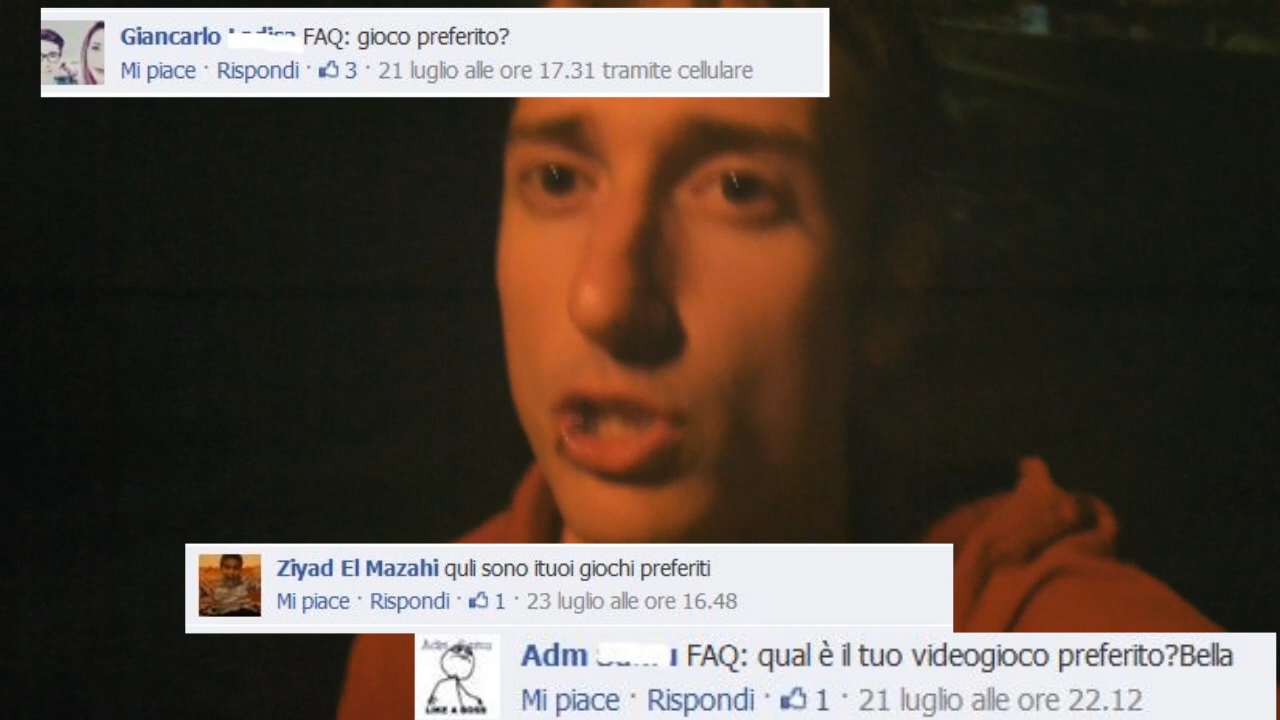 Giancarlo FAQ: gioco preferito?
Mi piace · Rispondi · 3 · 21 luglio alle ore 17.31 tramite cellulare
Ziyad El Mazahi quli sono ituoi giochi preferiti
Mi piace · Rispondi · 1 · 23 luglio alle ore 16.48
Adm FAQ: qual è il tuo videogioco preferito?Bella
Mi piace · Rispondi · 1 · 21 luglio alle ore 22.12
LIKE A BOSS